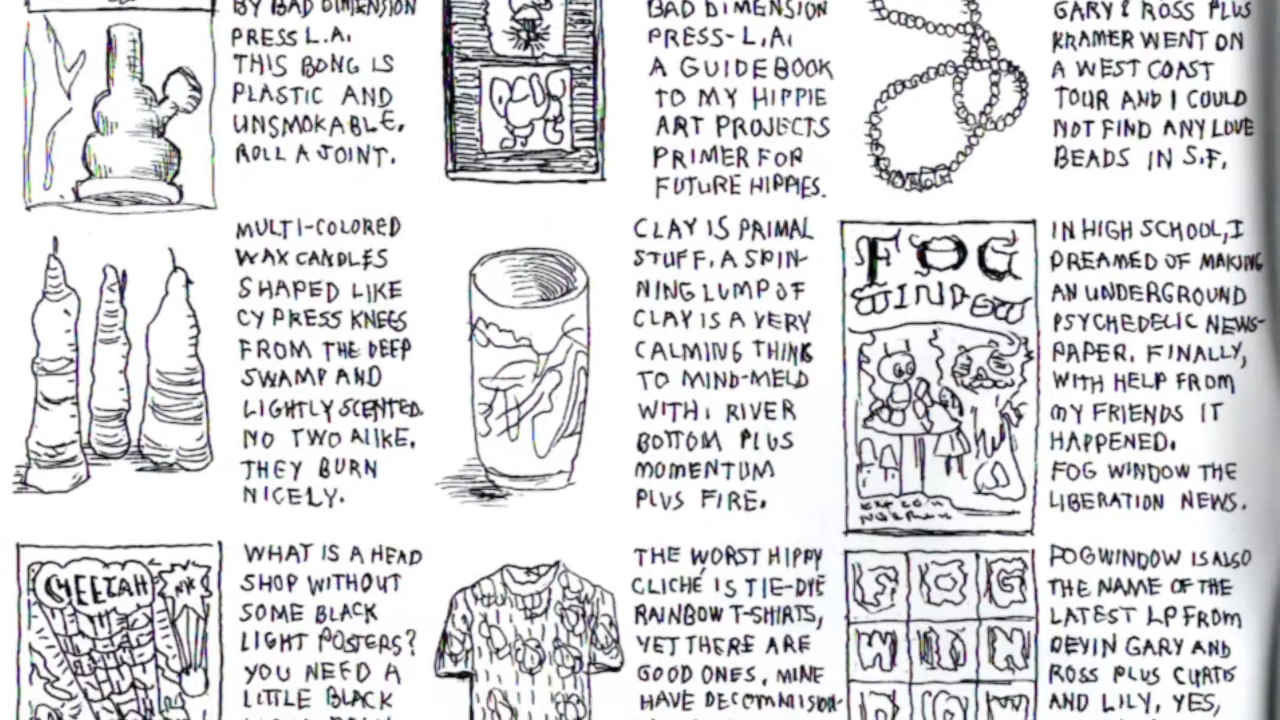 BY BAD DIMENSION
PRESS L.A.
THIS BONG IS
PLASTIC AND
UNSMOKABLE.
ROLL A JOINT.
BAD DIMENSION
PRESS-L.A.
A GUIDEBOOK
TO MY HIPPIE
ART PROJECTS
PRIMER FOR
FUTURE HIPPIES.
GARY & ROSS PLUS
KRAMER WENT ON
A WEST COAST
TOUR AND I COULD
NOT FIND ANY LOVE
BEADS IN S.F.
MULTI-COLORED
WAX CANDLES
SHAPED LIKE
CYPRESS KNEES
FROM THE DEEP
SWAMP AND
LIGHTLY SCENTED.
NO TWO ALIKE.
THEY BURN
NICELY.
CLAY IS PRIMAL
STUFF. A SPIN-
NING LUMP OF
CLAY IS A VERY
CALMING THING
TO MIND-MELD
WITH. RIVER
BOTTOM PLUS
MOMENTUM
PLUS FIRE.
FOG
WINDOW
IN HIGH SCHOOL, I
DREAMED OF MAKING
AN UNDERGROUND
PSYCHEDELIC NEWS-
PAPER. FINALLY,
WITH HELP FROM
MY FRIENDS IT
HAPPENED.
FOG WINDOW THE
LIBERATION NEWS.
CHEETAH
WHAT IS A HEAD
SHOP WITHOUT
SOME BLACK
LIGHT POSTERS?
YOU NEED A
LITTLE BLACK
THE WORST HIPPY
CLICHÉ IS TIE-DYE
RAINBOW T-SHIRTS,
YET THERE ARE
GOOD ONES. MINE
HAVE DECOMMISION-
FOG
WIN
FOGWINDOW IS ALSO
THE NAME OF THE
LATEST LP FROM
DEVIN GARY AND
ROSS PLUS CURTIS
AND LILY, YES,